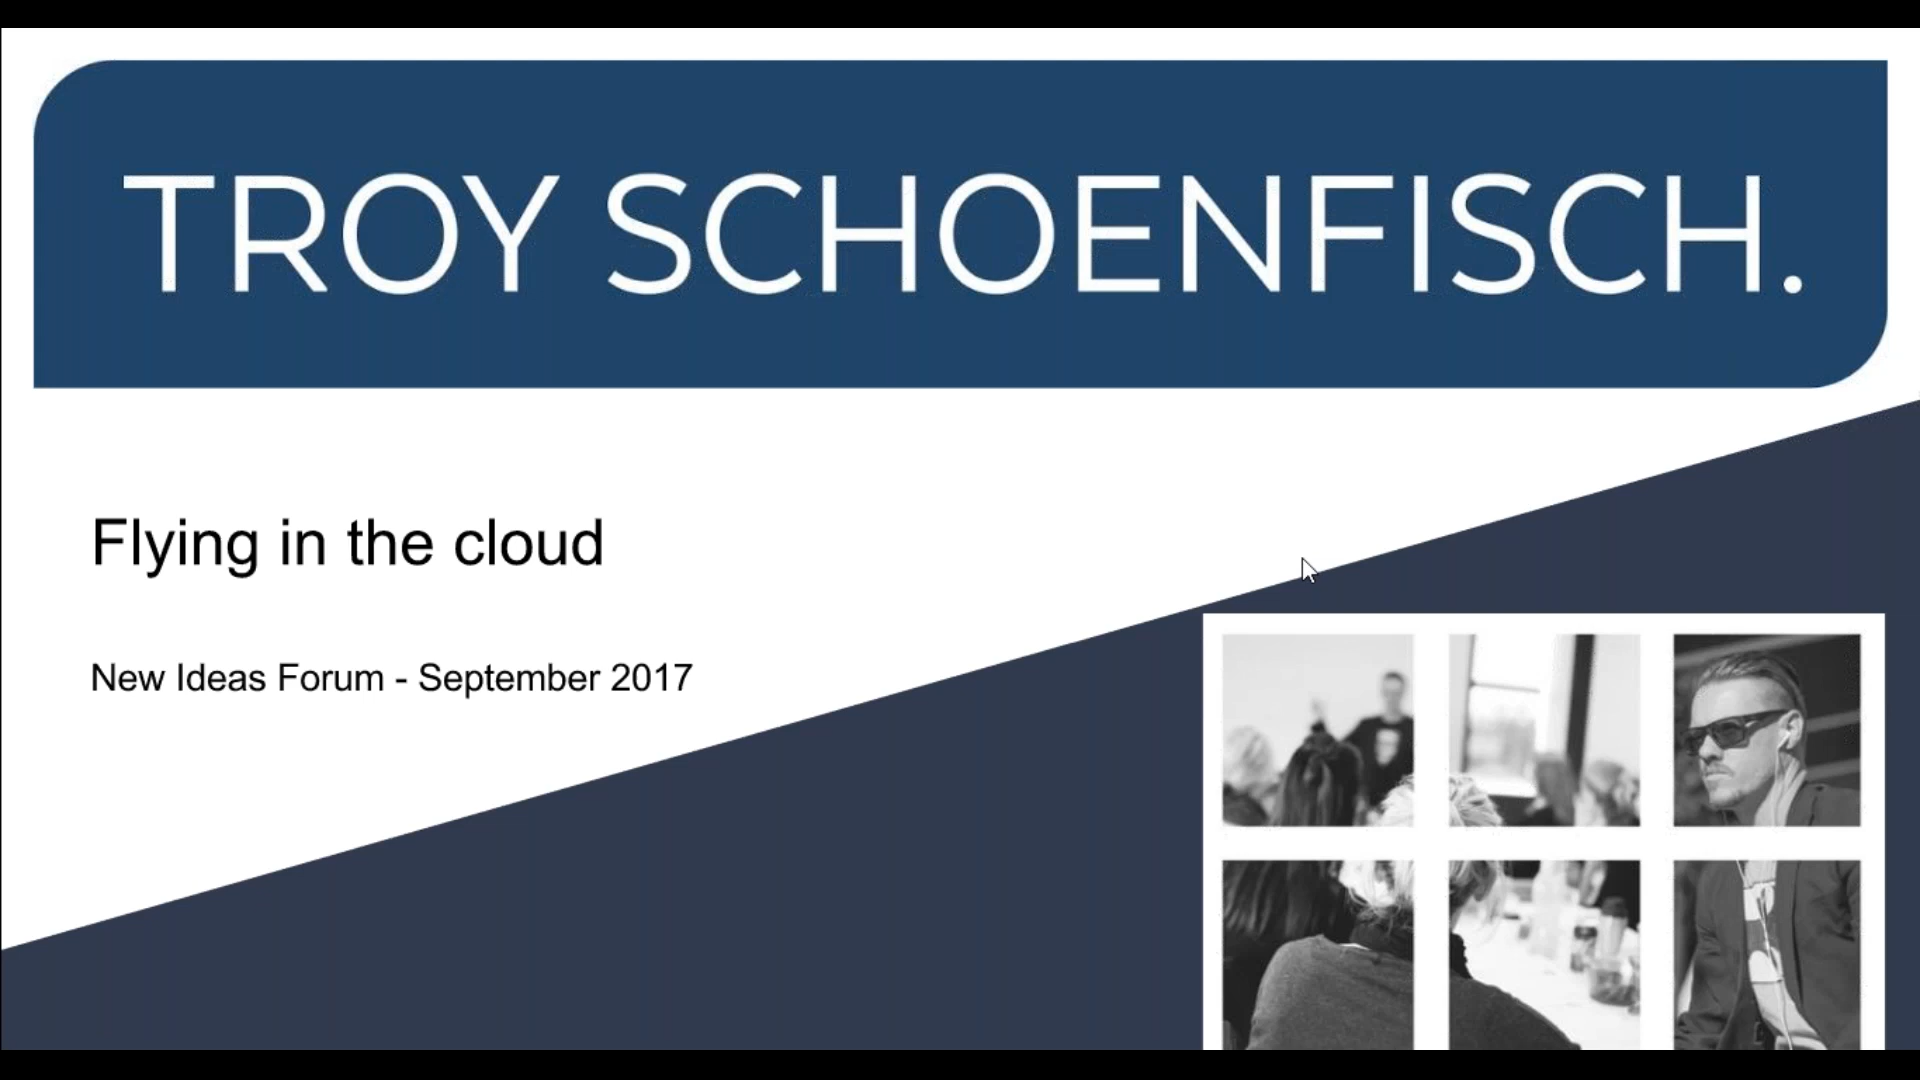 TROY SCHOENFISCH.
Flying in the cloud
New Ideas Forum - September 2017